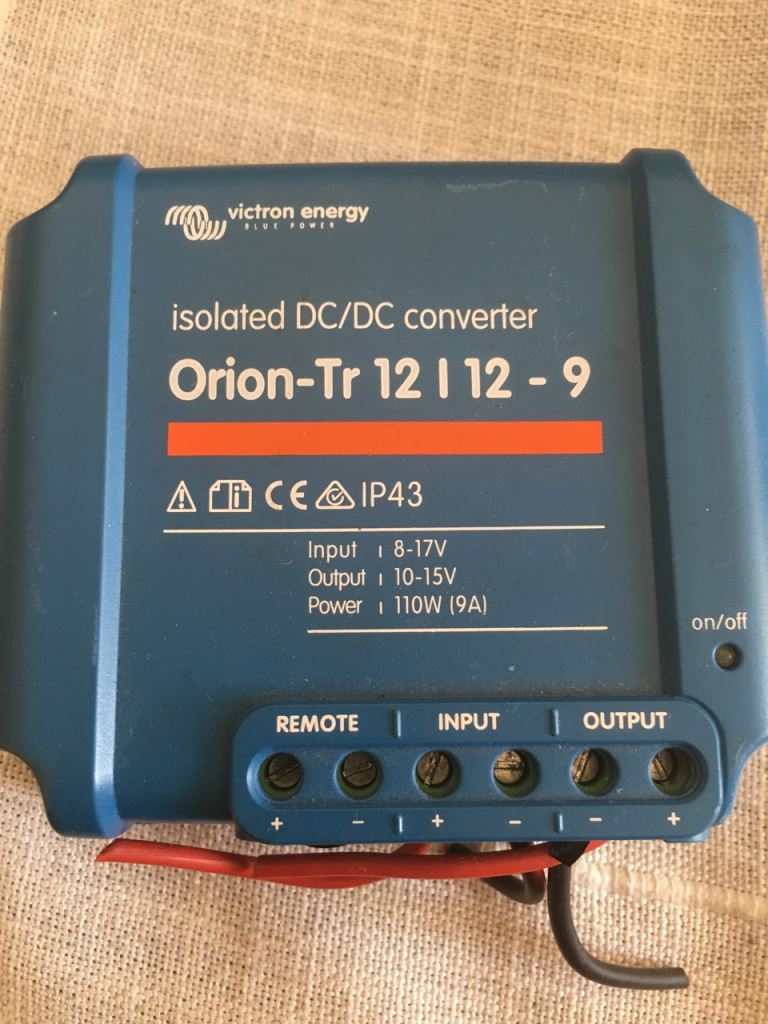 victron energy
BLUE POWER
isolated DC/DC converter
Orion-Tr 12 | 12 - 9
CE IP43
Input | 8-17V
Output | 10-15V
Power | 110W (9A)
on/off
REMOTE | INPUT | OUTPUT
+ - | + - | - +